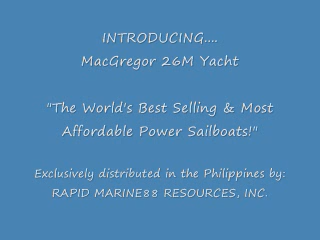 INTRODUCING....
MacGregor 26M Yacht
"The World's Best Selling & Most
Affordable Power Sailboats!"
Exclusively distributed in the Philippines by:
RAPID MARINE88 RESOURCES, INC.